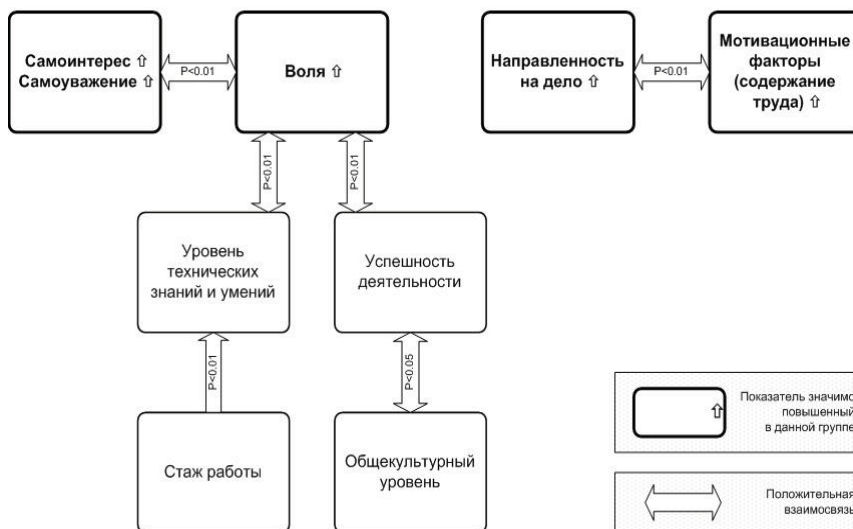 Самоинтерес ⇧
Самоуважение ⇧
P<0.01
Воля ⇧
Направленность
на дело ⇧
P<0.01
Мотивационные
факторы
(содержание
труда) ⇧
P<0.01
P<0.01
Уровень
технических
знаний и умений
Успешность
деятельности
P<0.01
P<0.05
Стаж работы
Общекультурный
уровень
⇧
Показатель значимо
повышенный
в данной группе
Положительная
взаимосвязь